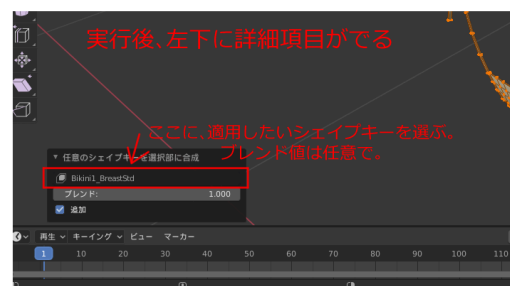 実行後、左下に詳細項目がでる
ここに、適用したいシェイプキーを選ぶ。
ブレンド値は任意で。
任意のシェイプキーを選択部に合成
Bikini1_BreastStd
ブレンド: 1.000
追加
再生 キーイング ビュー マーカー
1 10 20 30 40 50 60 70 80 90 100 110